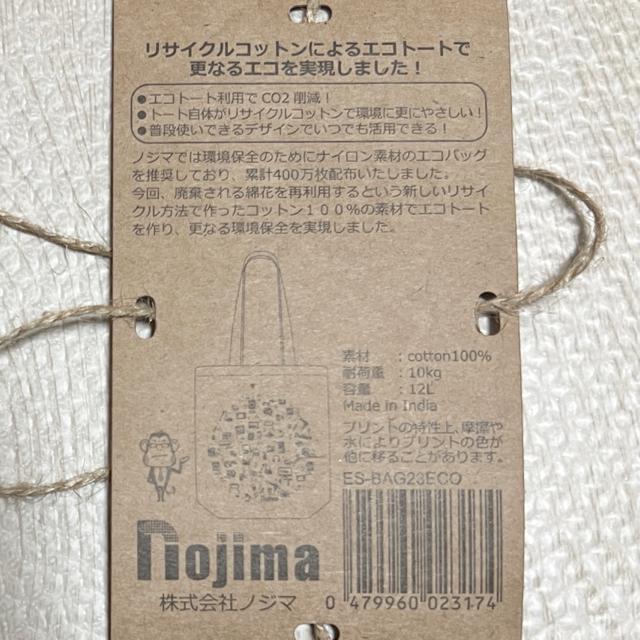 リサイクルコットンによるエコトートで
更なるエコを実現しました！
●エコトート利用でCO2削減！
●トート自体がリサイクルコットンで環境に更にやさしい！
●普段使いできるデザインでいつでも活用できる！
ノジマでは環境保全のためにサイロン素材のエコバッグ
を推奨しており、累計400万枚配布いたしました。
今回、廃棄される綿花を再利用するという新しいリサイ
クル方法で作ったコットン１００％の素材でエコトート
を作り、更なる環境保全を実現しました。
素材 : cotton100%
耐荷重 : 10kg
容量 : 12L
Made in India
プリントの特性上、摩擦や
水によりプリントの色が
他に移ることがあります。
ES-BAG23ECO
nojima
株式会社ノジマ
0 479960 023174